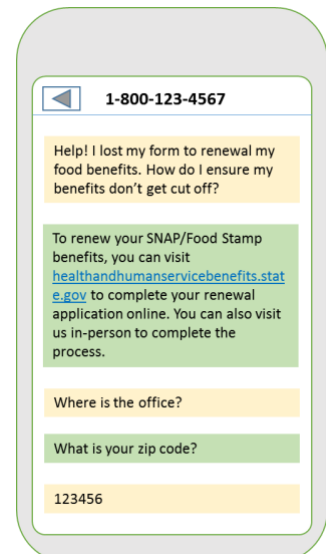 1-800-123-4567
Help! I lost my form to renewal my
food benefits. How do I ensure my
benefits don't get cut off?
To renew your SNAP/Food Stamp
benefits, you can visit
healthandhumanservicebenefits.stat
e.gov to complete your renewal
application online. You can also visit
us in-person to complete the
process.
Where is the office?
What is your zip code?
123456